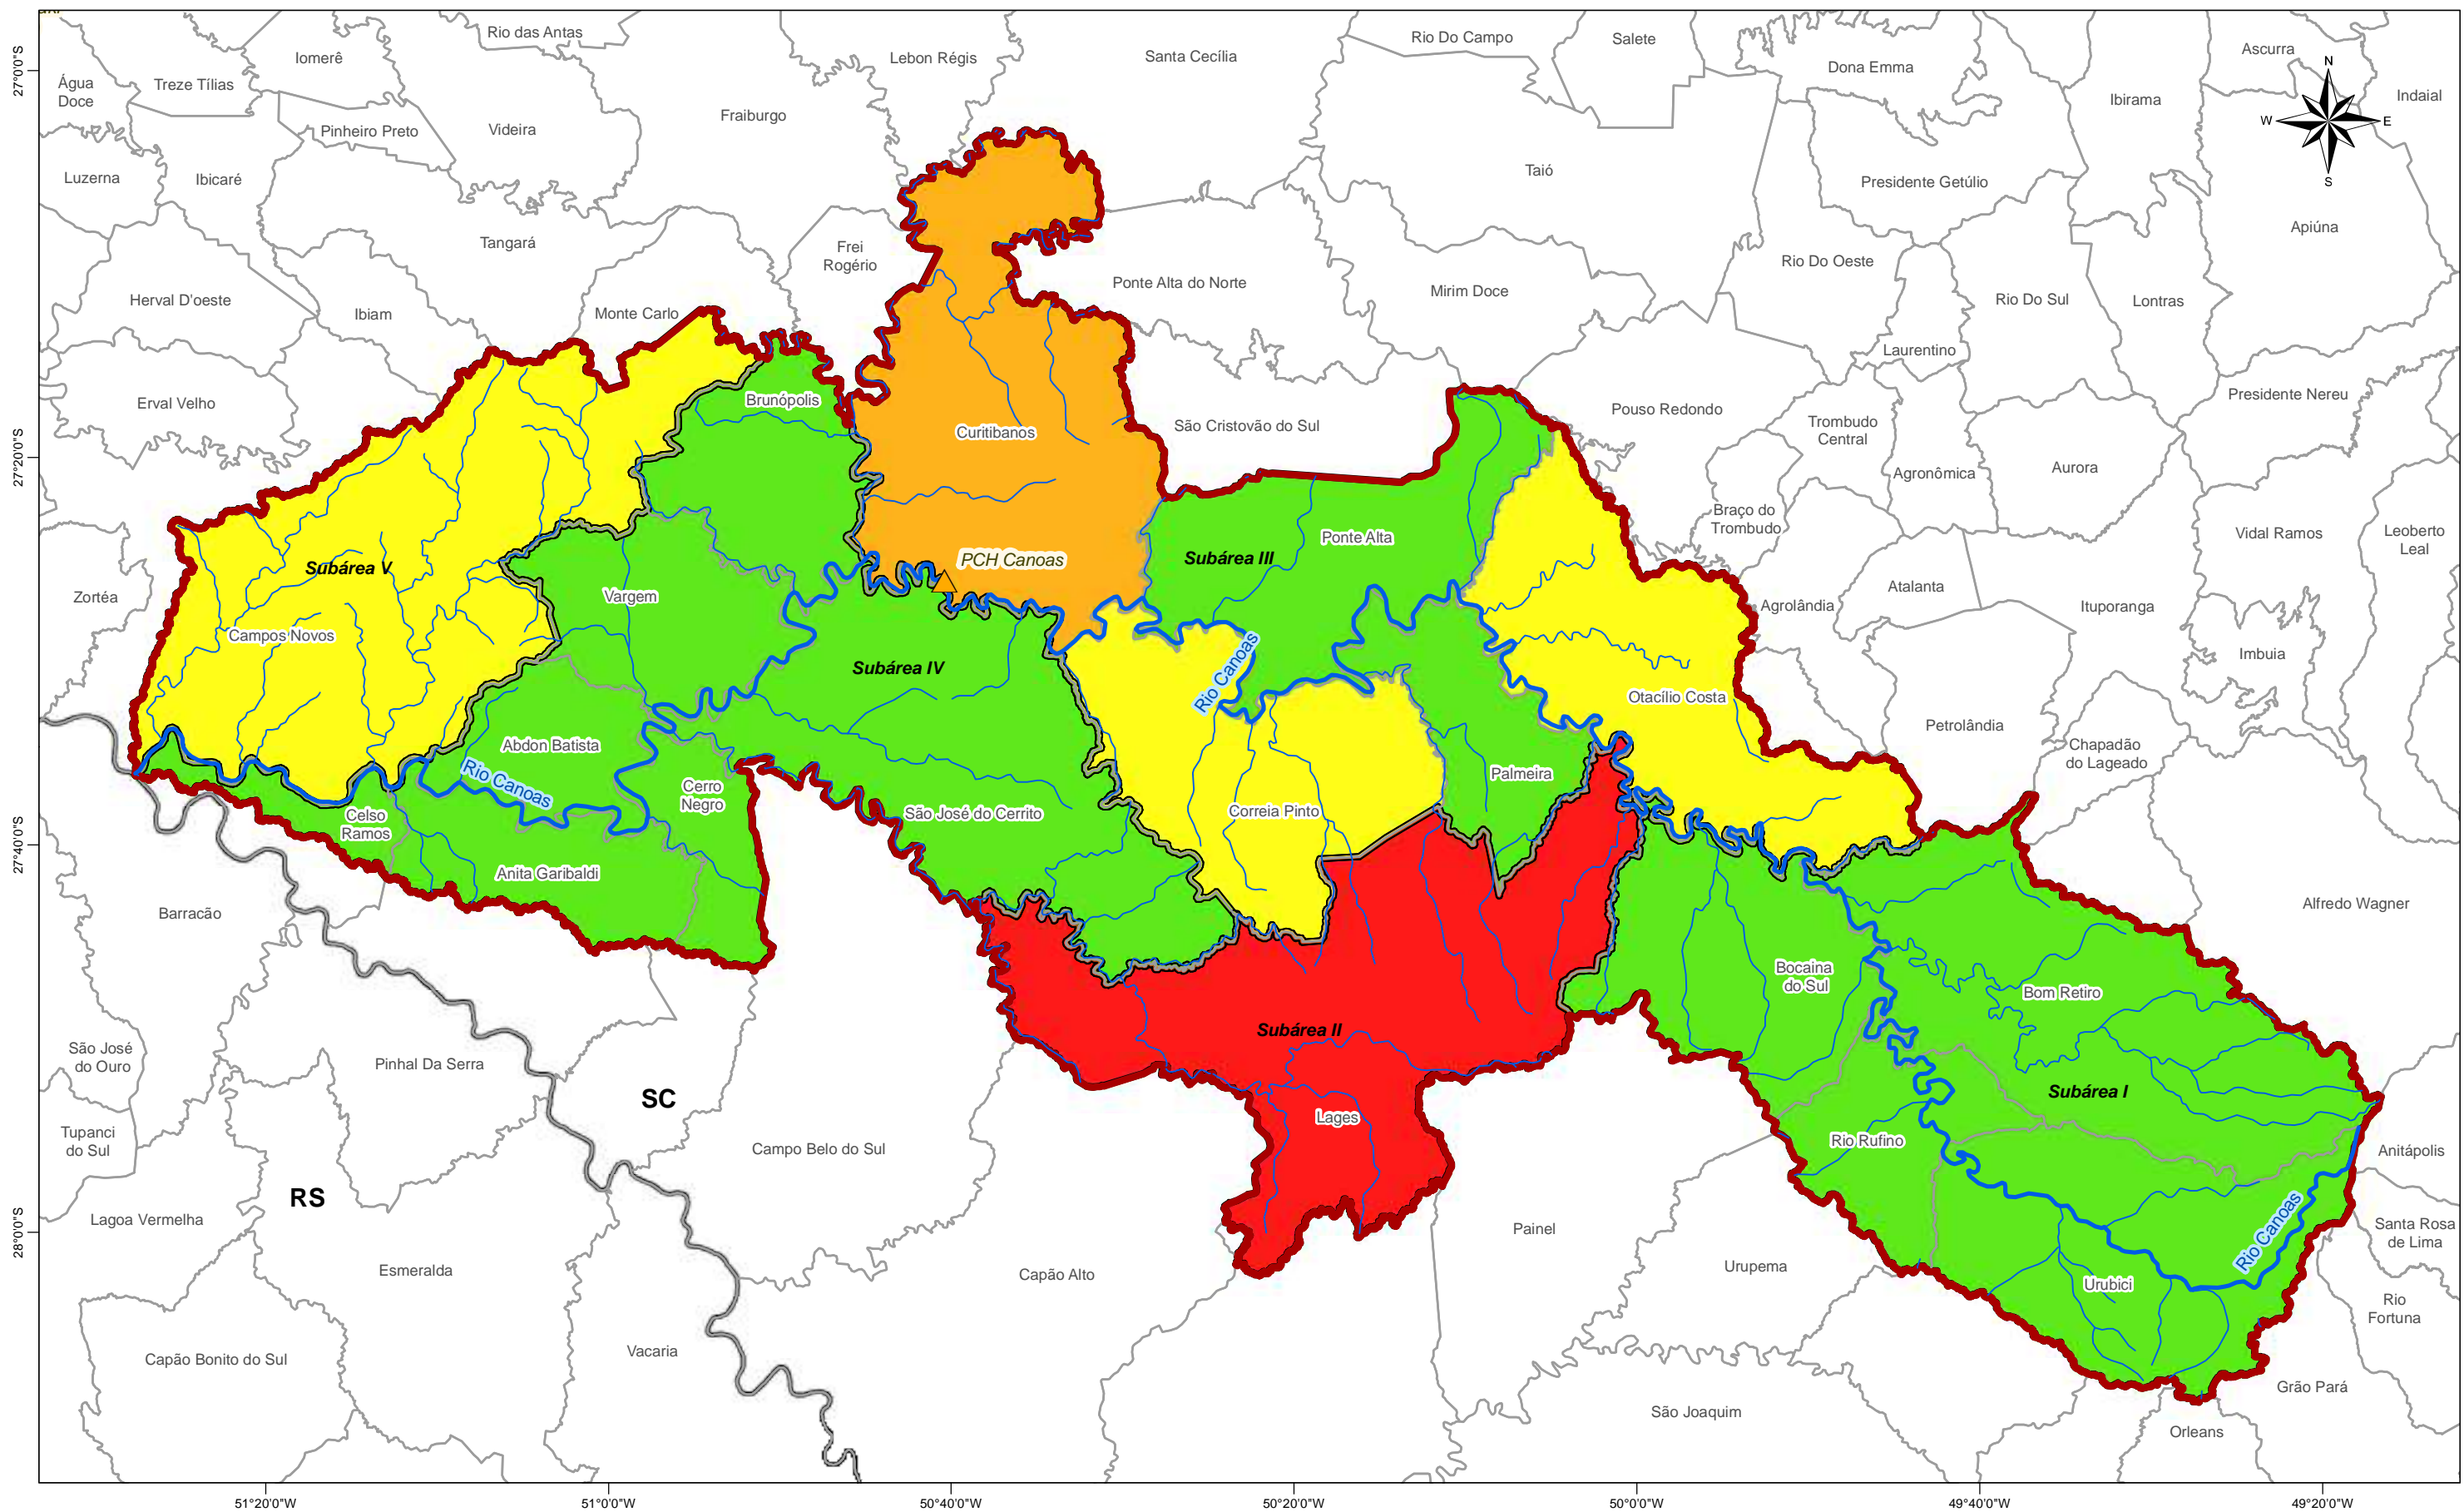 Rio das Antas
Iomerê
Treze Tílias
Água
Doce
Lebon Régis
Santa Cecília
Rio Do Campo
Salete
Dona Emma
Ascurra
Ibirama
Indaial
N
W
E
S
27°0'0"S
Pinheiro Preto
Videira
Fraiburgo
Luzerna
Ibicaré
Taió
Presidente Getúlio
Apiúna
Tangará
Frei
Rogério
Ponte Alta do Norte
Mirim Doce
Rio Do Oeste
Rio Do Sul
Lontras
Herval D'oeste
Ibiam
Monte Carlo
Laurentino
Erval Velho
Brunópolis
Curitibanos
São Cristovão do Sul
Pouso Redondo
Trombudo
Central
Presidente Nereu
27°20'0"S
Agronômica
Aurora
Braço do
Trombudo
Vidal Ramos
Leoberto
Leal
Subárea V
PCH Canoas
Subárea III
Ponte Alta
Zortéa
Vargem
Agrolândia
Atalanta
Ituporanga
Campos Novos
Subárea IV
Rio Canoas
Imbuia
Otacílio Costa
Petrolândia
Chapadão
do Lageado
Abdon Batista
Rio Canoas
Cerro
Negro
Palmeira
Celso
Ramos
São José do Cerrito
Correia Pinto
27°40'0"S
Anita Garibaldi
Barracão
Alfredo Wagner
Bocaina
do Sul
Bom Retiro
Subárea II
São José
do Ouro
Pinhal Da Serra
SC
Subárea I
Lages
Tupanci
do Sul
Campo Belo do Sul
Rio Rufino
Anitápolis
RS
Lagoa Vermelha
Painel
Rio Canoas
Santa Rosa
de Lima
28°0'0"S
Esmeralda
Capão Alto
Urupema
Urubici
Rio
Fortuna
Capão Bonito do Sul
Vacaria
Grão Pará
São Joaquim
Orleans
51°20'0"W
51°0'0"W
50°40'0"W
50°20'0"W
50°0'0"W
49°40'0"W
49°20'0"W